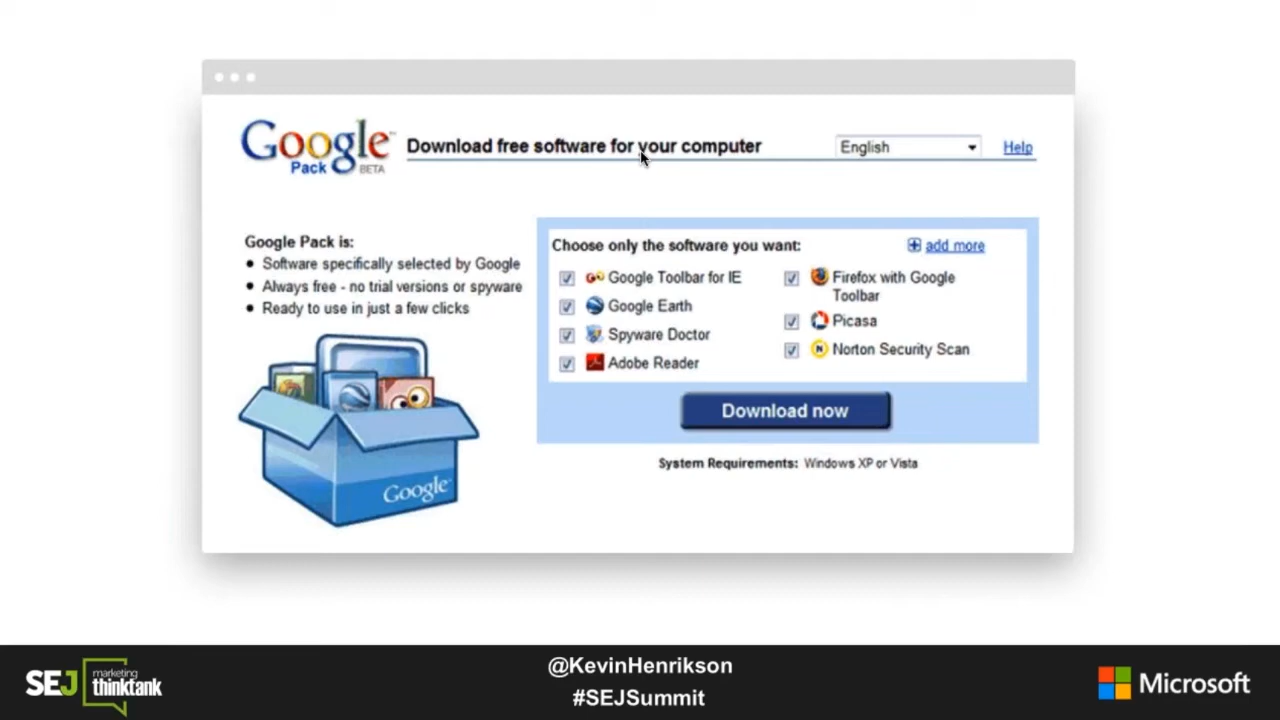 Google
Pack BETA
Download free software for your computer
English
Help
Google Pack is:
• Software specifically selected by Google
• Always free - no trial versions or spyware
• Ready to use in just a few clicks
Google
Choose only the software you want:
add more
Google Toolbar for IE
Google Earth
Spyware Doctor
Adobe Reader
Firefox with Google
Toolbar
Picasa
Norton Security Scan
Download now
System Requirements: Windows XP or Vista
SEJ marketing
thinktank
@KevinHenrikson
#SEJSummit
Microsoft